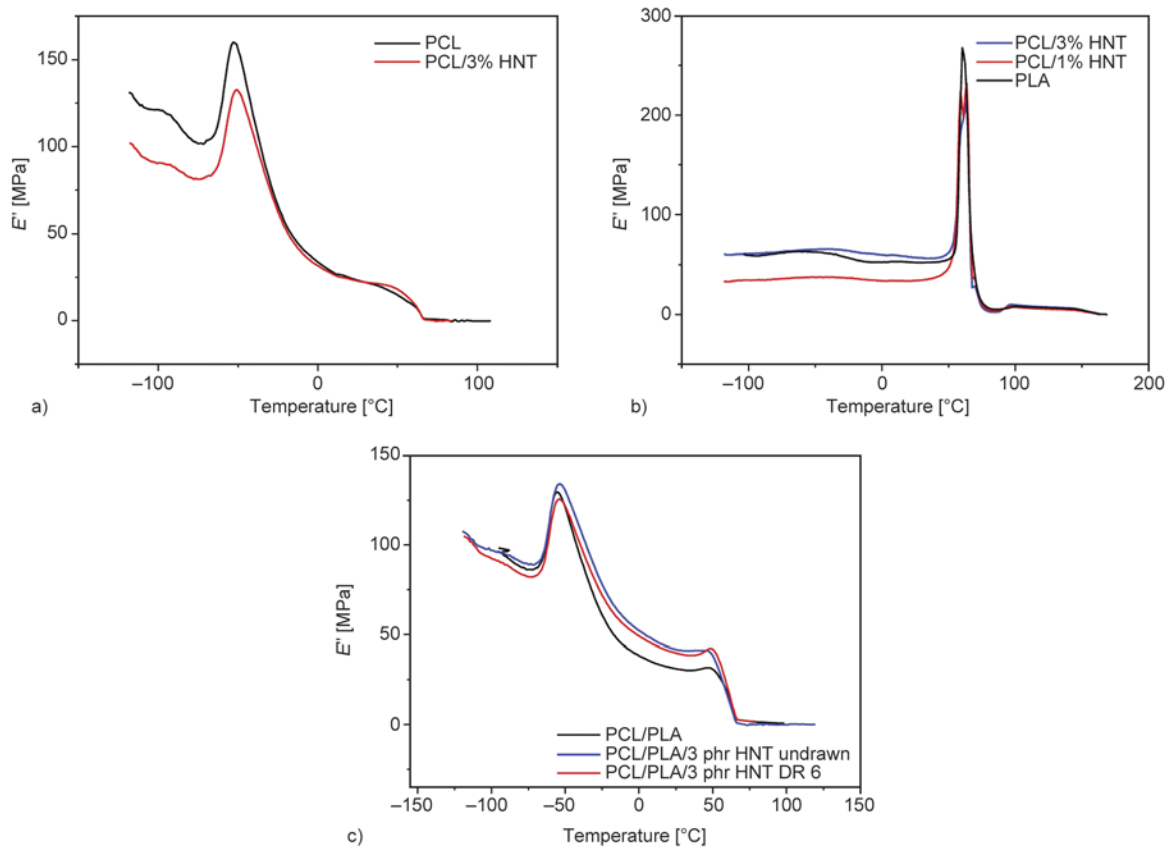 150
100
50
0
E" [MPa]
PCL
PCL/3% HNT
–100
0
100
Temperature [°C]
a)
300
200
100
0
E" [MPa]
PCL/3% HNT
PCL/1% HNT
PLA
–100
0
100
200
Temperature [°C]
b)
150
100
50
0
E" [MPa]
PCL/PLA
PCL/PLA/3 phr HNT undrawn
PCL/PLA/3 phr HNT DR 6
–150
–100
–50
0
50
100
150
Temperature [°C]
c)